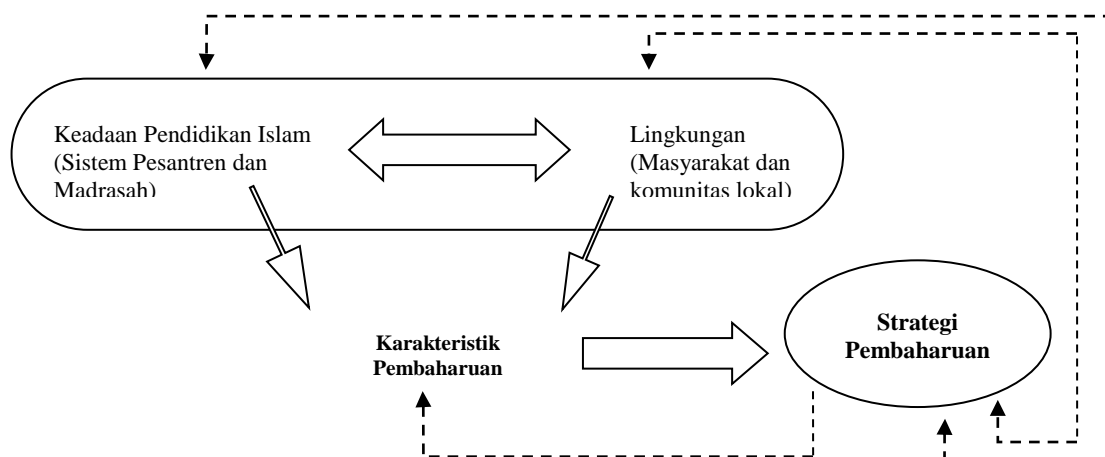 Keadaan Pendidikan Islam
(Sistem Pesantren dan
Madrasah)
Lingkungan
(Masyarakat dan
komunitas lokal)
Karakteristik
Pembaharuan
Strategi
Pembaharuan